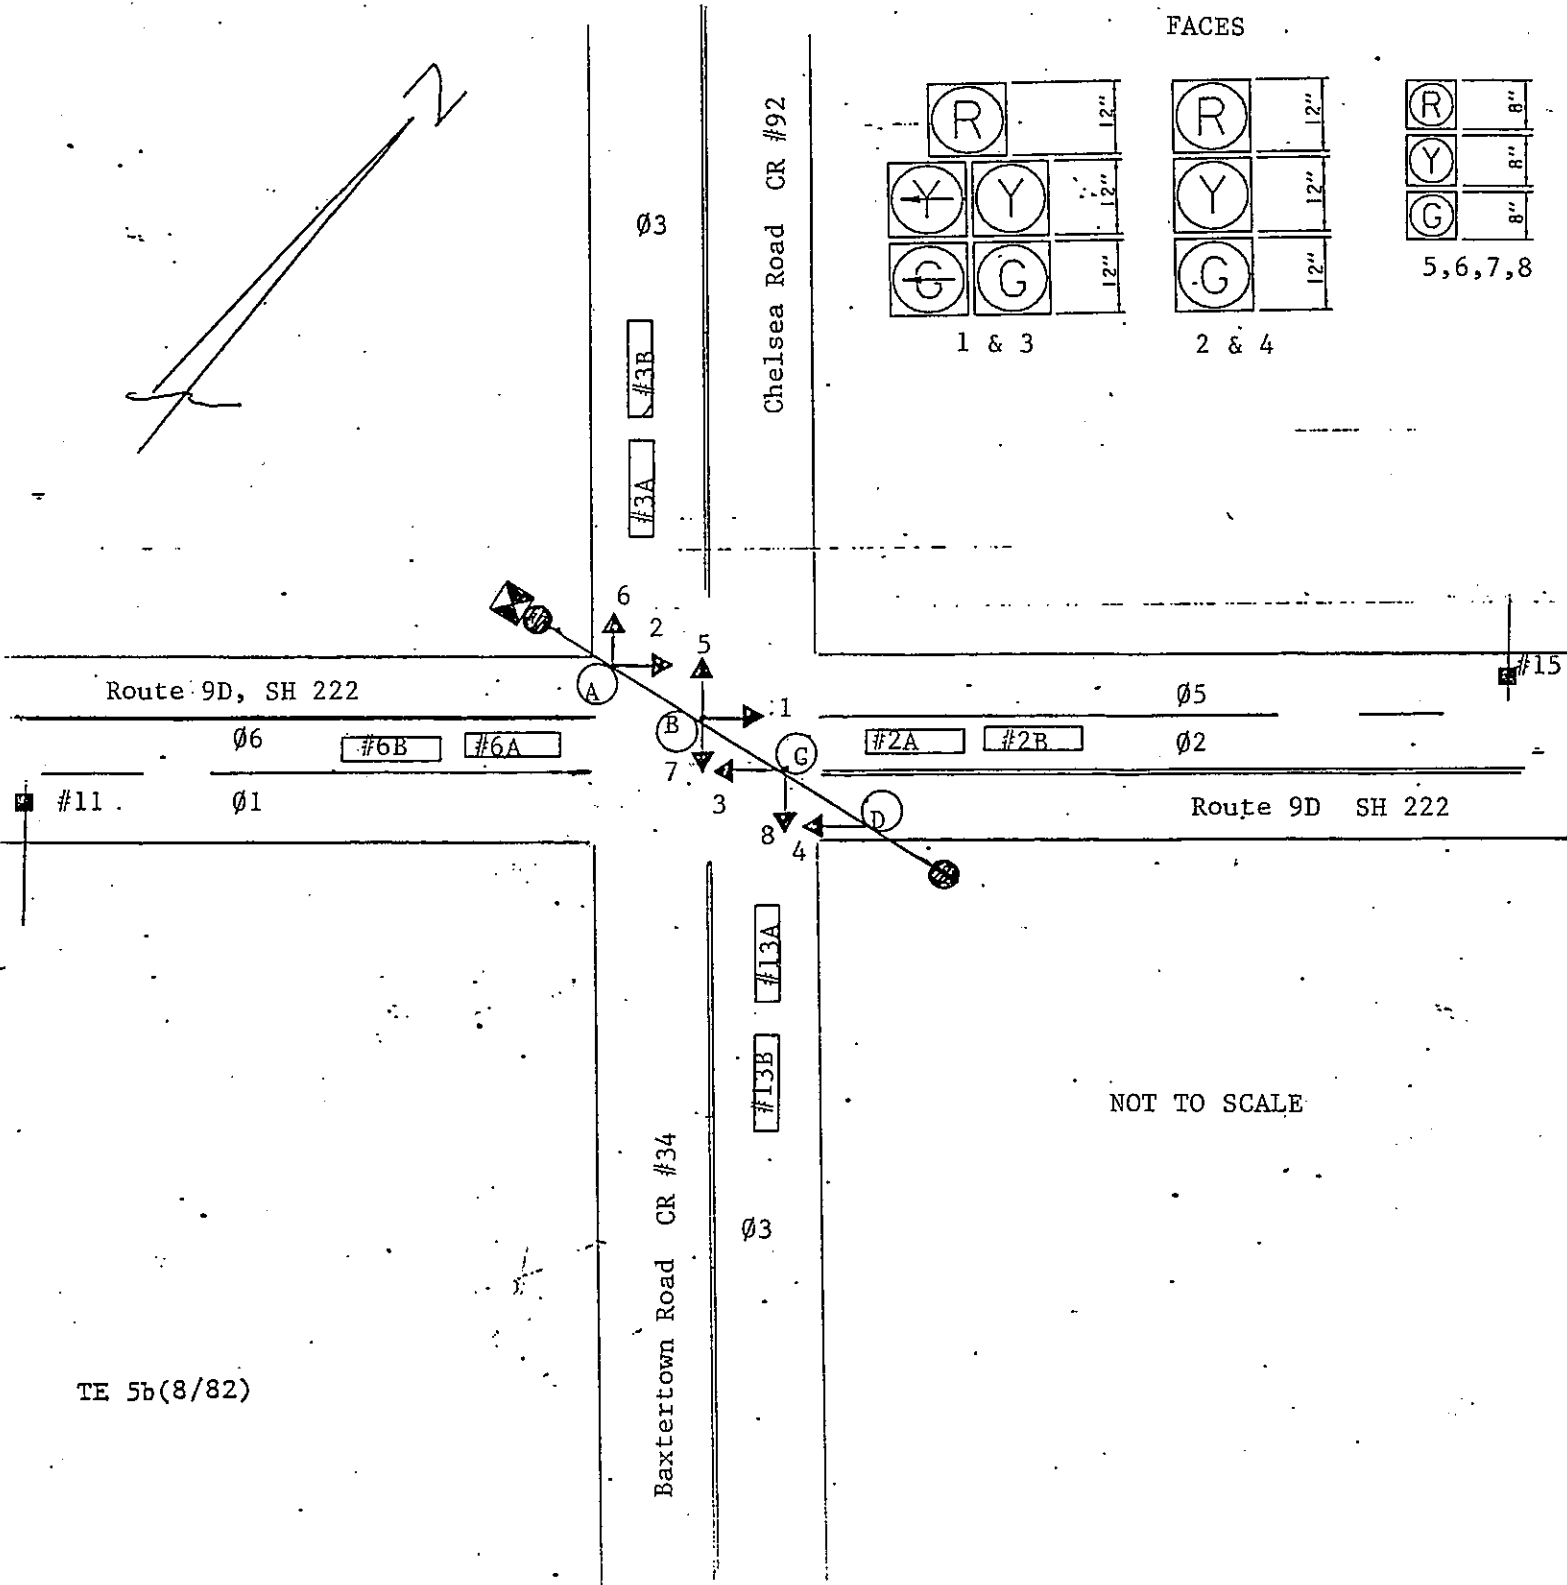 FACES
N
R
12"
R
12"
R
8"
Y
Y
12"
Y
12"
Y
8"
G
G
12"
G
12"
G
8"
1 & 3
2 & 4
5,6,7,8
Chelsea Road CR #92
Ø3
#3B
#3A
6
2
5
#15
A
Route 9D, SH 222
Ø5
1
B
Ø6
#6B
#6A
G
#2A
#2B
Ø2
7
3
#11
Ø1
8
4
D
Route 9D SH 222
#13A
#13B
NOT TO SCALE
Baxtertown Road CR #34
Ø3
TE 5b(8/82)